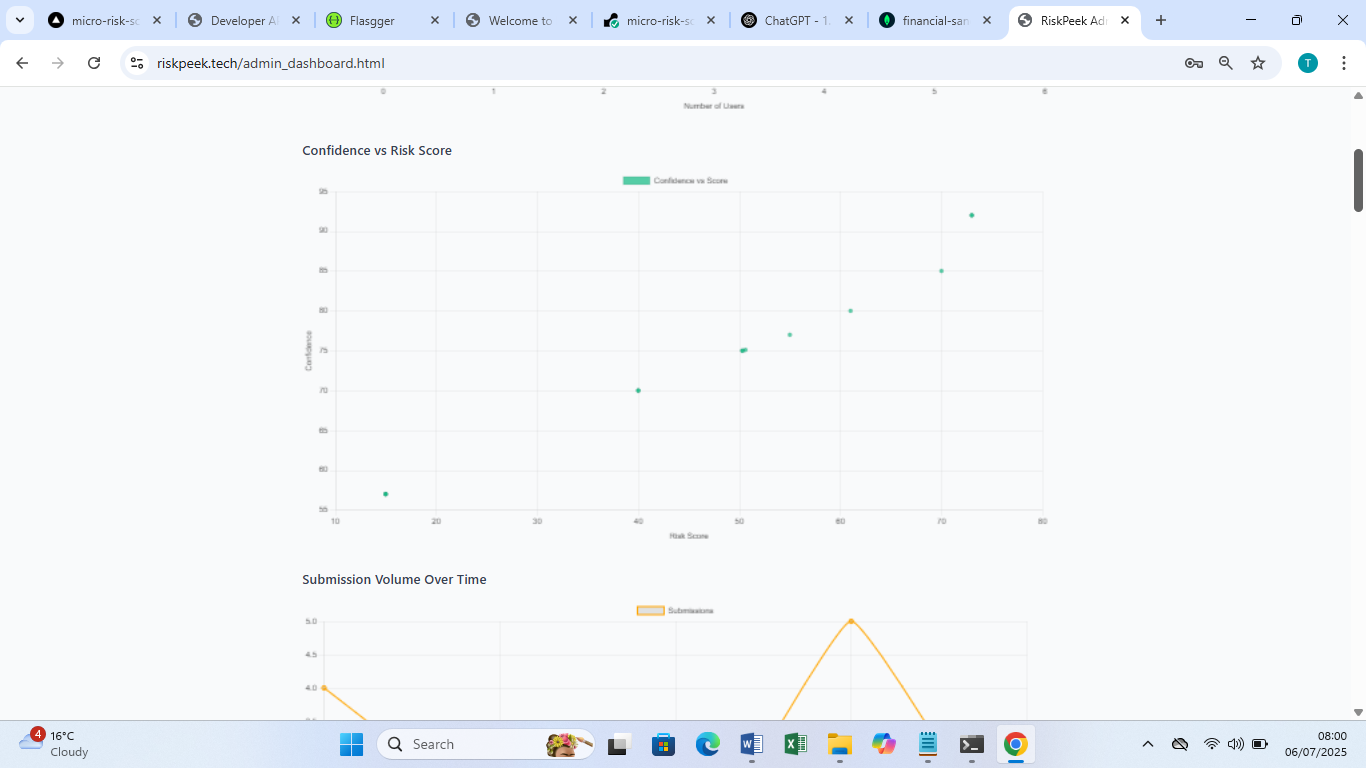 micro-risk-sc
Developer A
Flasgger
Welcome to
micro-risk-sc
ChatGPT - 1.
financial-san
RiskPeek Adm
riskpeek.tech/admin_dashboard.html
T
0 1 2 3 4 5 6
Number of Users
Confidence vs Risk Score
Confidence vs Score
95
90
85
80
75
70
65
60
55
Confidence
10 20 30 40 50 60 70 80
Risk Score
Submission Volume Over Time
Submissions
5.0
4.5
4.0
4
16°C
Cloudy
Search
08:00
06/07/2025